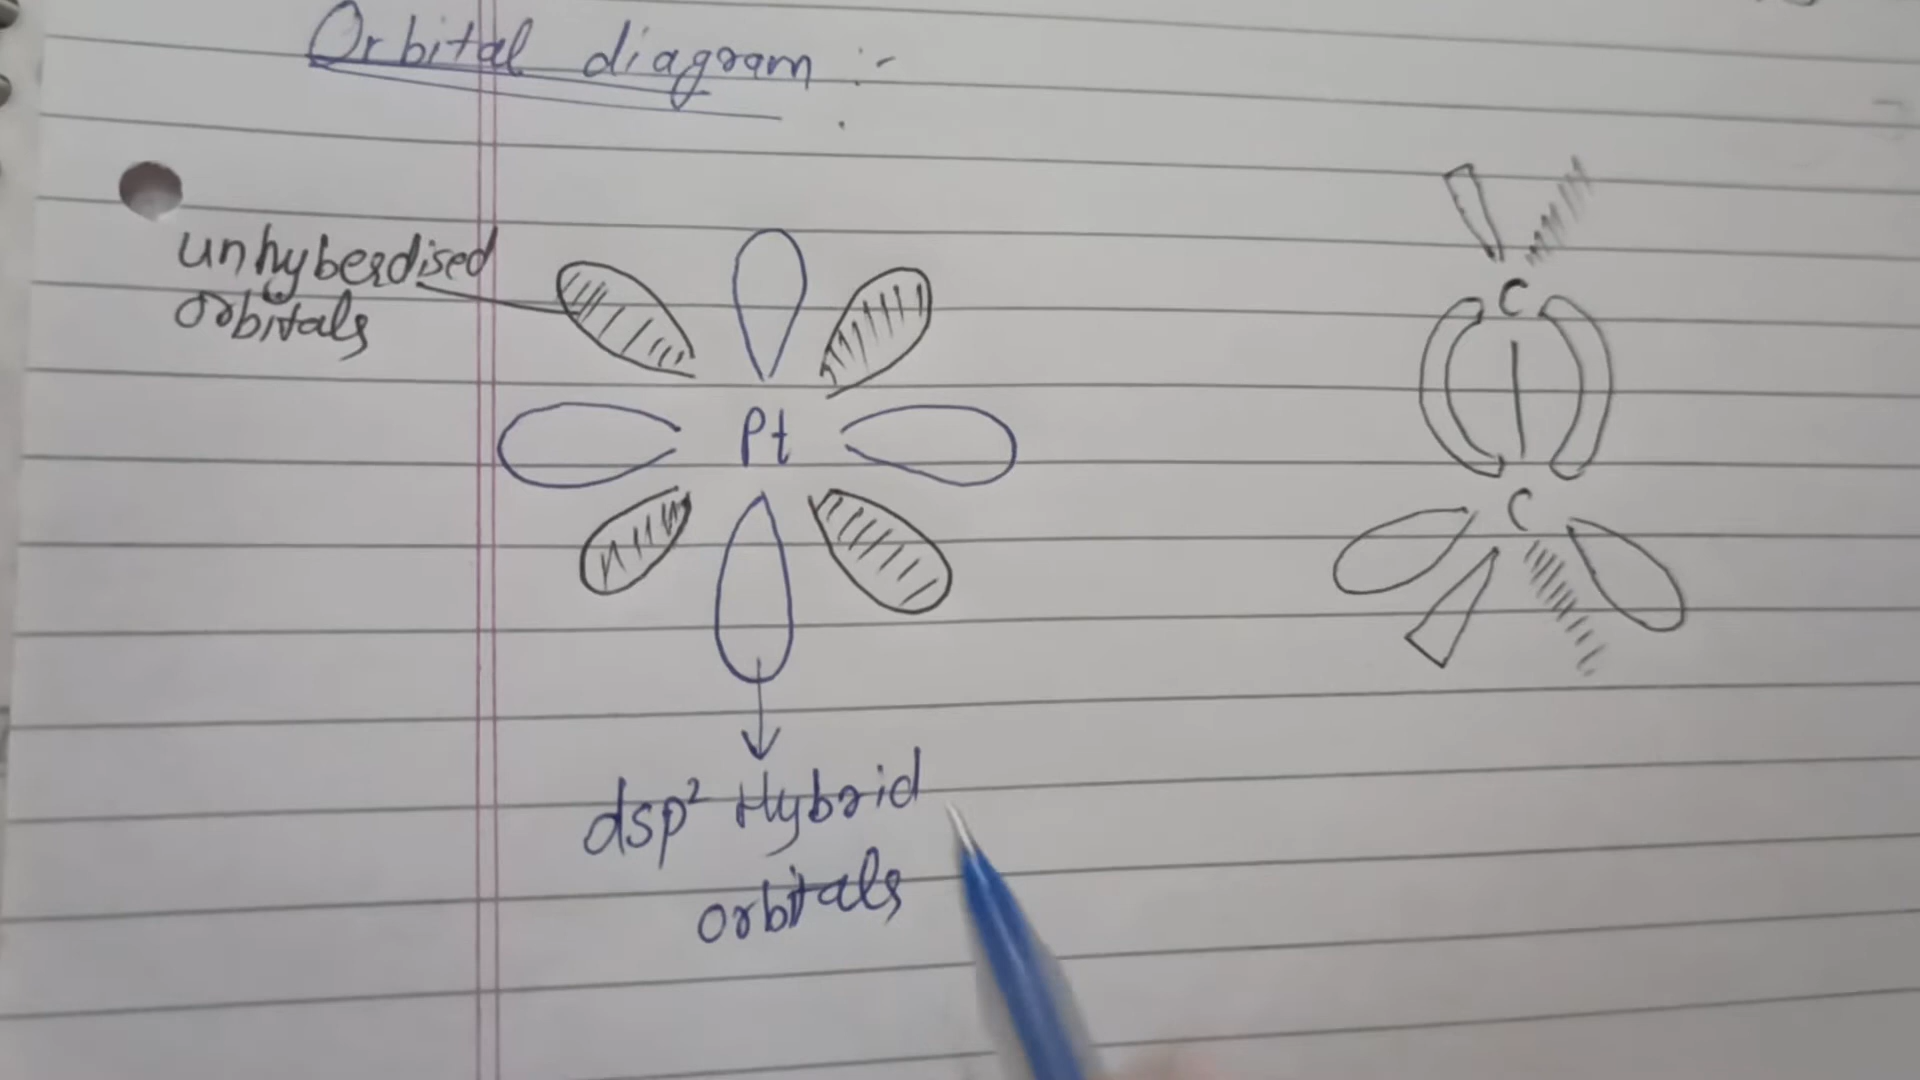 Orbital diagram :-
unhyberdised
orbitals
Pt
C
C
dsp² Hybrid
orbitals